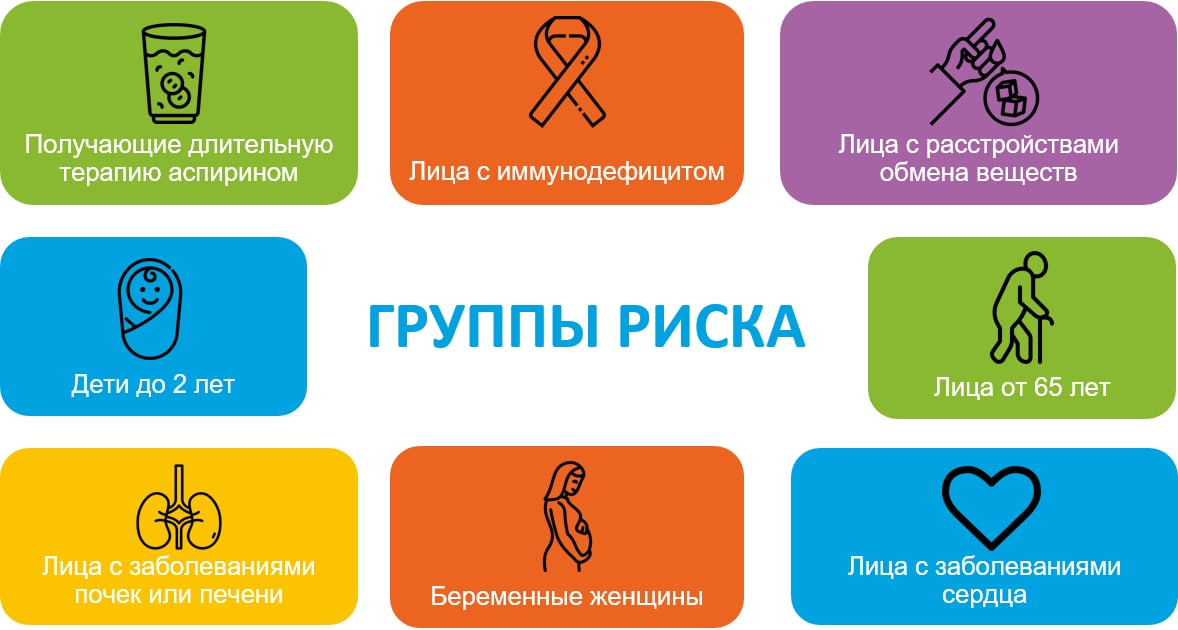 Получающие длительную
терапию аспирином
Лица с иммунодефицитом
Лица с расстройствами
обмена веществ
Дети до 2 лет
ГРУППЫ РИСКА
Лица от 65 лет
Лица с заболеваниями
почек или печени
Беременные женщины
Лица с заболеваниями
сердца